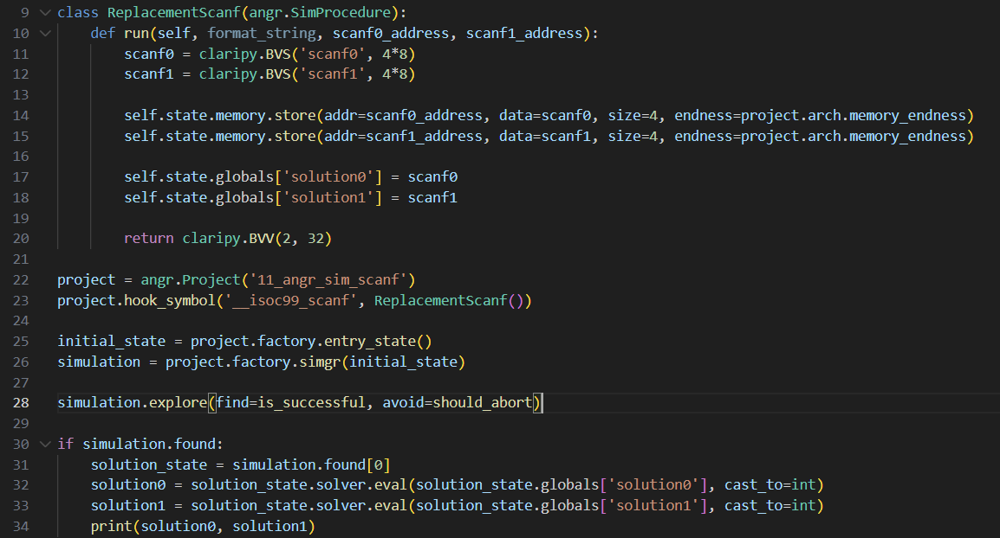 9 class ReplacementScanf(angr.SimProcedure):
10     def run(self, format_string, scanf0_address, scanf1_address):
11         scanf0 = claripy.BVS('scanf0', 4*8)
12         scanf1 = claripy.BVS('scanf1', 4*8)
13
14         self.state.memory.store(addr=scanf0_address, data=scanf0, size=4, endness=project.arch.memory_endness)
15         self.state.memory.store(addr=scanf1_address, data=scanf1, size=4, endness=project.arch.memory_endness)
16
17         self.state.globals['solution0'] = scanf0
18         self.state.globals['solution1'] = scanf1
19
20         return claripy.BVV(2, 32)
21
22 project = angr.Project('11_angr_sim_scanf')
23 project.hook_symbol('__isoc99_scanf', ReplacementScanf())
24
25 initial_state = project.factory.entry_state()
26 simulation = project.factory.simgr(initial_state)
27
28 simulation.explore(find=is_successful, avoid=should_abort)
29
30 if simulation.found:
31     solution_state = simulation.found[0]
32     solution0 = solution_state.solver.eval(solution_state.globals['solution0'], cast_to=int)
33     solution1 = solution_state.solver.eval(solution_state.globals['solution1'], cast_to=int)
34     print(solution0, solution1)